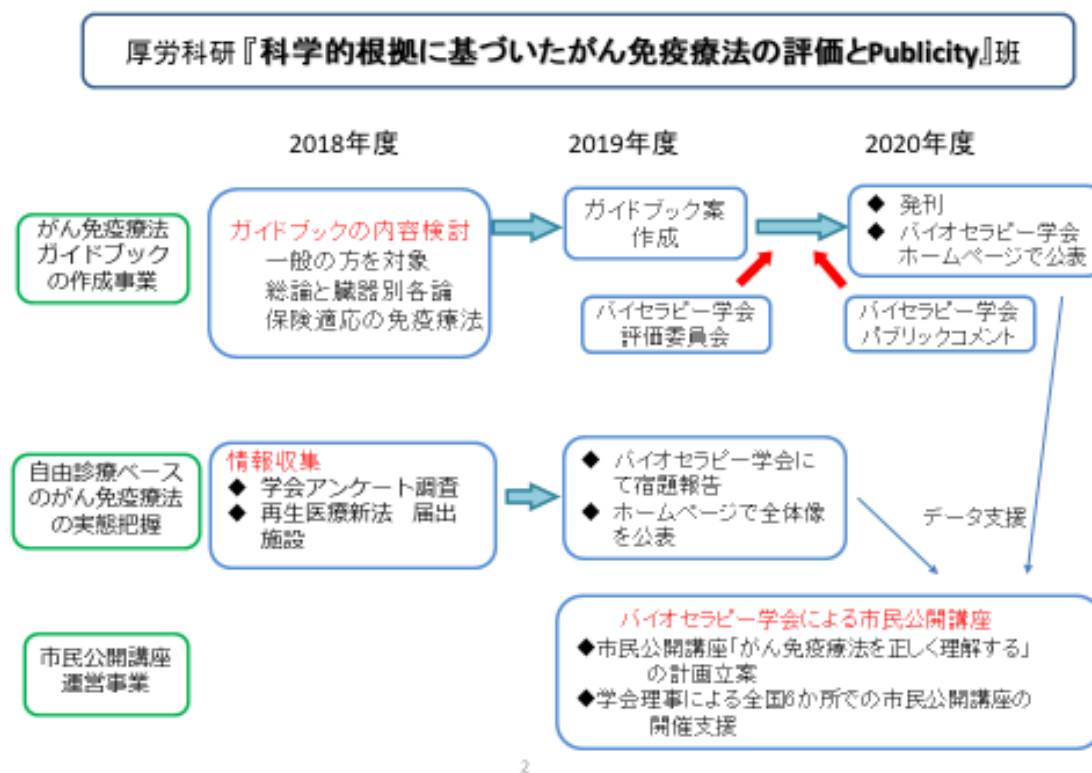 厚労科研『科学的根拠に基づいたがん免疫療法の評価とPublicity』班
2018年度
2019年度
2020年度
がん免疫療法
ガイドブック
の作成事業
ガイドブックの内容検討
一般の方を対象
総論と臓器別各論
保険適応の免疫療法
ガイドブック案
作成
◆ 発刊
◆ バイオセラピー学会
ホームページで公表
バイセラピー学会
評価委員会
バイセラピー学会
パブリックコメント
自由診療ベース
のがん免疫療法
の実態把握
情報収集
◆ 学会アンケート調査
◆ 再生医療新法 届出
施設
◆ バイオセラピー学会に
て宿題報告
◆ ホームページで全体像
を公表
データ支援
市民公開講座
運営事業
バイオセラピー学会による市民公開講座
◆市民公開講座「がん免疫療法を正しく理解する」
の計画立案
◆学会理事による全国6か所での市民公開講座の
開催支援
2